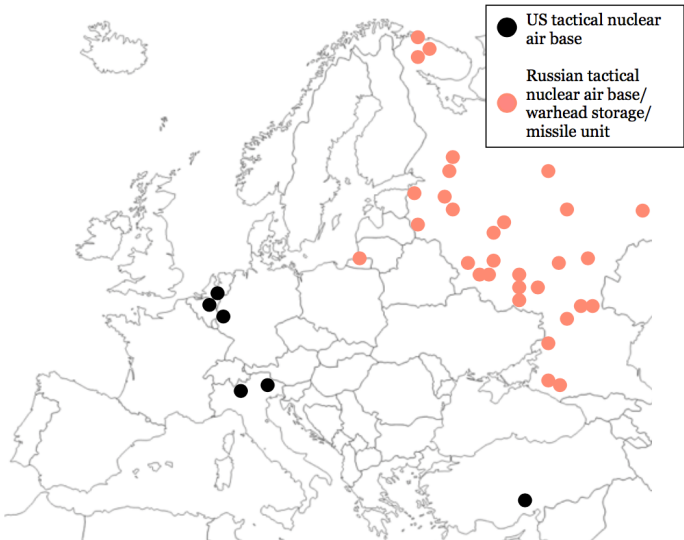 US tactical nuclear
air base
Russian tactical
nuclear air base/
warhead storage/
missile unit